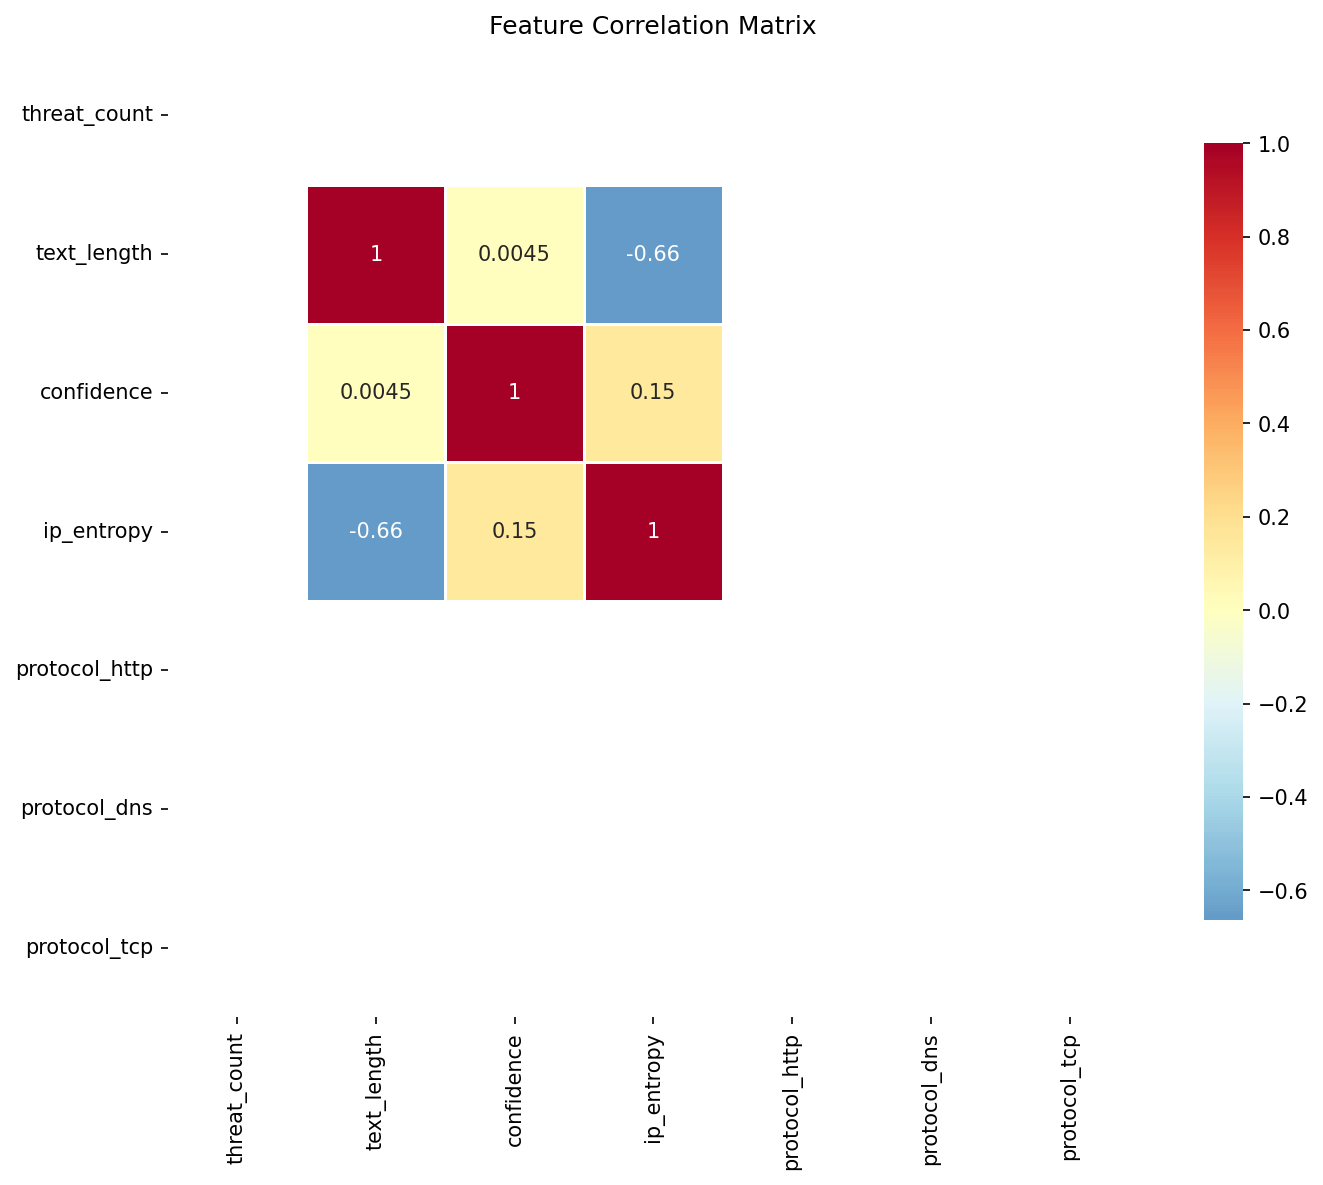 Feature Correlation Matrix
threat_count
text_length
confidence
ip_entropy
protocol_http
protocol_dns
protocol_tcp
1 0.0045 -0.66
0.0045 1 0.15
-0.66 0.15 1
threat_count
text_length
confidence
ip_entropy
protocol_http
protocol_dns
protocol_tcp
1.0
0.8
0.6
0.4
0.2
0.0
−0.2
−0.4
−0.6